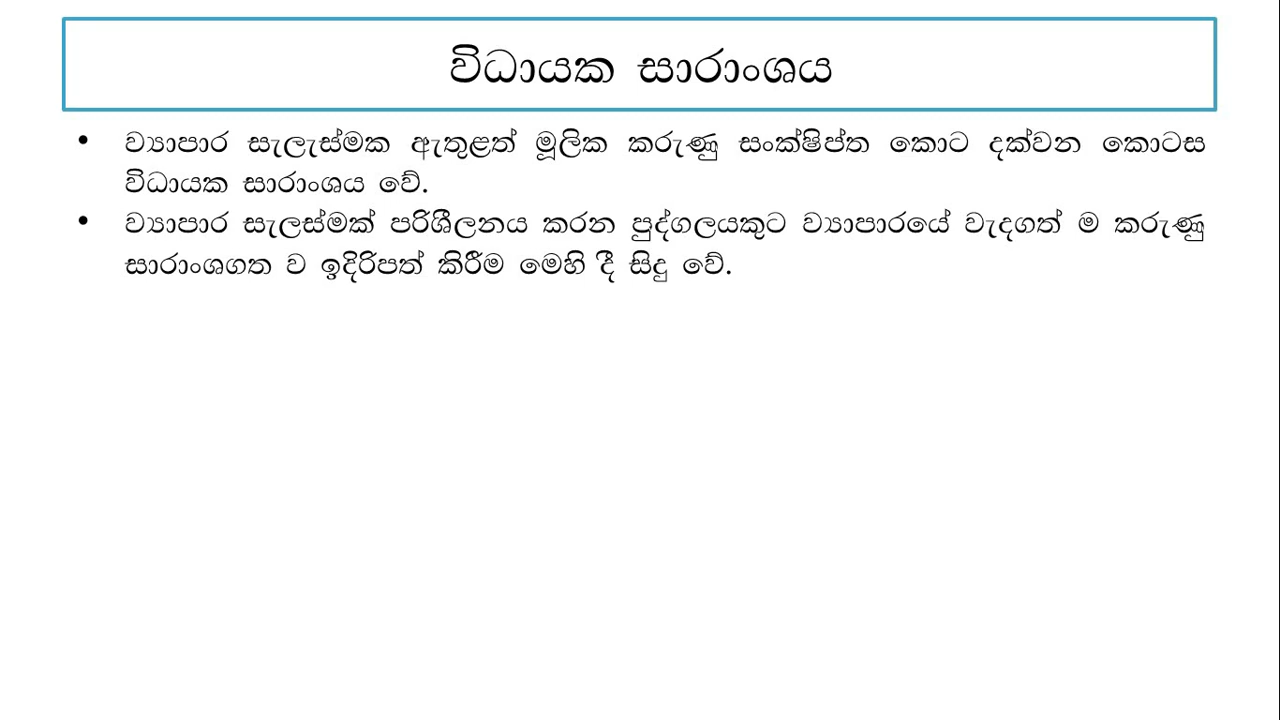 විධායක සාරාංශය
• ව්‍යාපාර සැලැස්මක ඇතුළත් මූලික කරුණු සංක්ෂිප්ත කොට දක්වන කොටස
විධායක සාරාංශය වේ.
• ව්‍යාපාර සැලස්මක් පරිශීලනය කරන පුද්ගලයකුට ව්‍යාපාරයේ වැදගත් ම කරුණු
සාරාංශගත ව ඉදිරිපත් කිරීම මෙහි දී සිදු වේ.